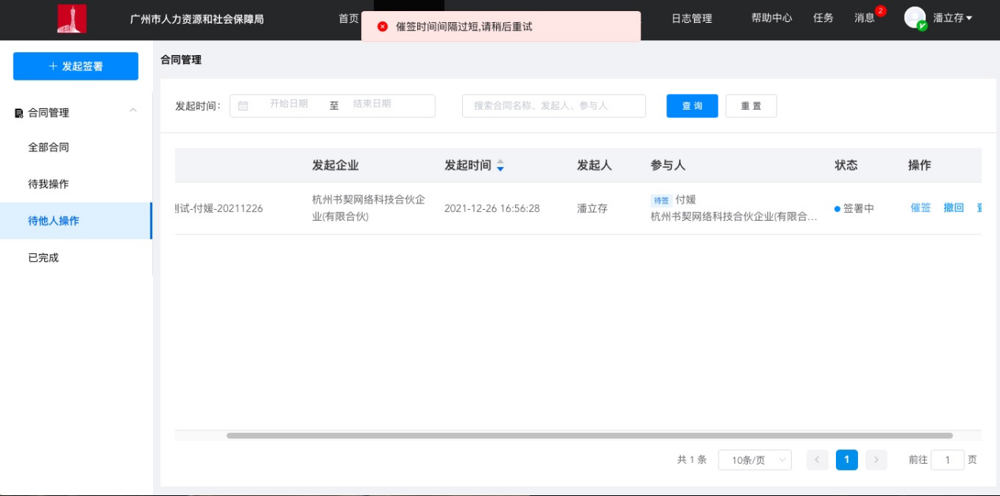 广州市人力资源和社会保障局
首页
催签时间间隔过短,请稍后重试
日志管理
帮助中心
任务
消息
2
潘立存
+ 发起签署
合同管理
全部合同
待我操作
待他人操作
已完成
合同管理
发起时间:
开始日期 至 结束日期
搜索合同名称、发起人、参与人
查 询
重 置
发起企业 发起时间 发起人 参与人 状态 操作
试-付媛-20211226
杭州书契网络科技合伙企
业(有限合伙)
2021-12-26 16:56:28
潘立存
待签 付媛
杭州书契网络科技合伙企业(有限合...
签署中
催签 撤回
共 1 条
10条/页
1
前往 1 页